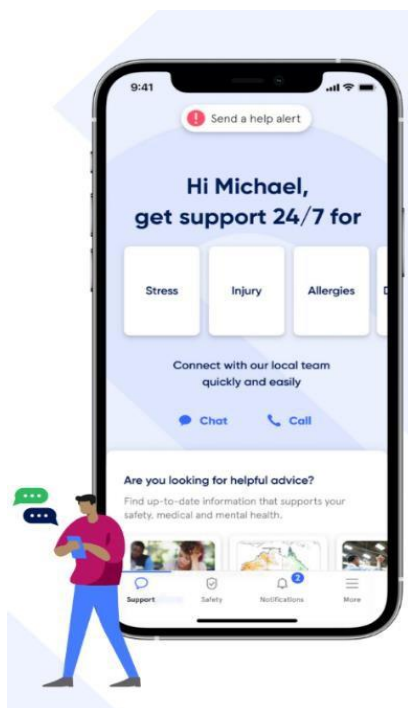 9:41
Send a help alert
Hi Michael,
get support 24/7 for
Stress
Injury
Allergies
D
Connect with our local team
quickly and easily
Chat
Call
Are you looking for helpful advice?
Find up-to-date information that supports your
safety, medical and mental health.
2
Support
Safety
Notifications
More